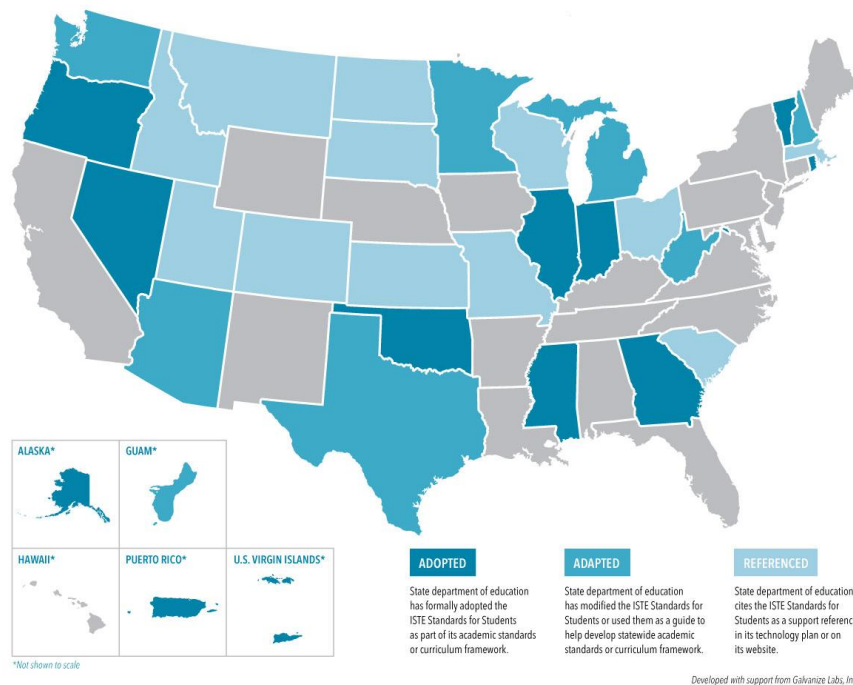 ALASKA*
GUAM*
HAWAII*
PUERTO RICO*
U.S. VIRGIN ISLANDS*
*Not shown to scale
ADOPTED
State department of education
has formally adopted the
ISTE Standards for Students
as part of its academic standards
or curriculum framework.
ADAPTED
State department of education
has modified the ISTE Standards for
Students or used them as a guide to
help develop statewide academic
standards or curriculum framework.
REFERENCED
State department of education
cites the ISTE Standards for
Students as a support referenc
in its technology plan or on
its website.
Developed with support from Galvanize Labs, In